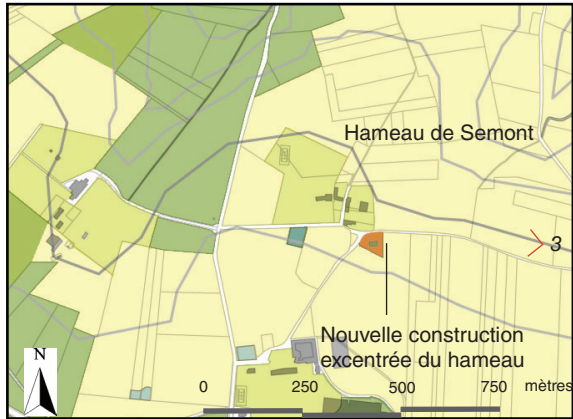 Hameau de Semont
3
Nouvelle construction
excentrée du hameau
N
0 250 500 750 mètres